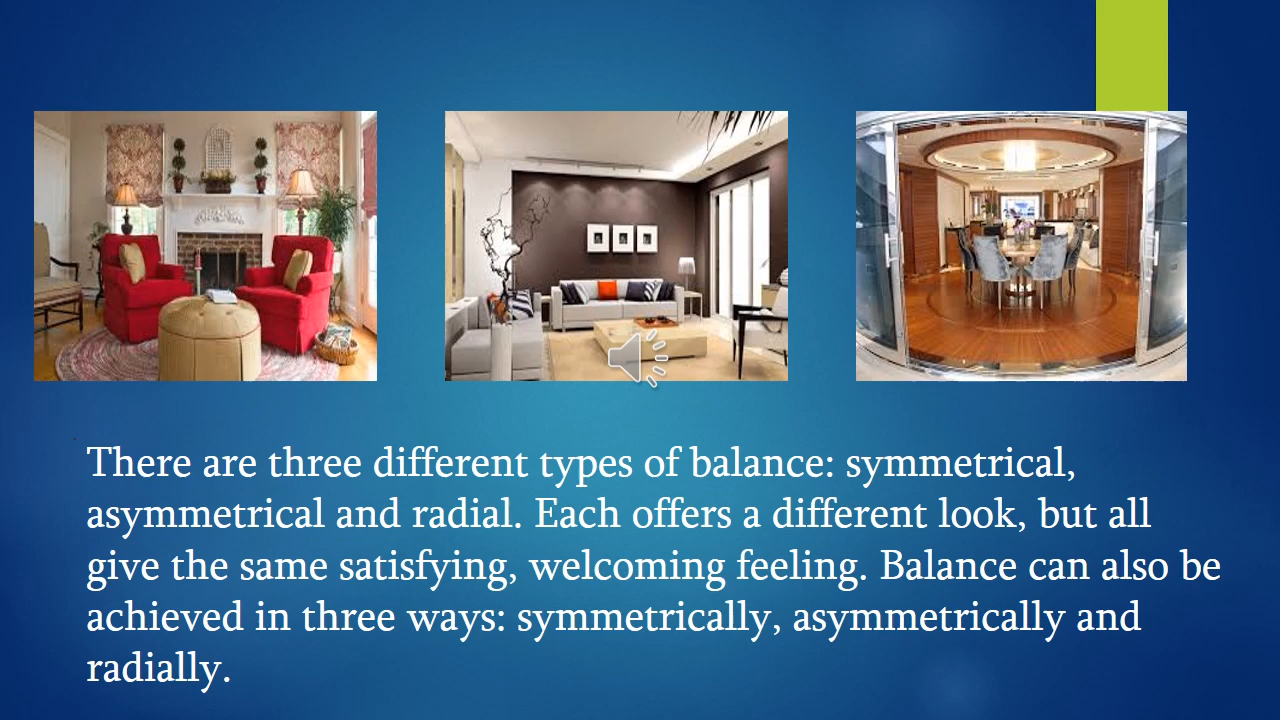 There are three different types of balance: symmetrical,
asymmetrical and radial. Each offers a different look, but all
give the same satisfying, welcoming feeling. Balance can also be
achieved in three ways: symmetrically, asymmetrically and
radially.